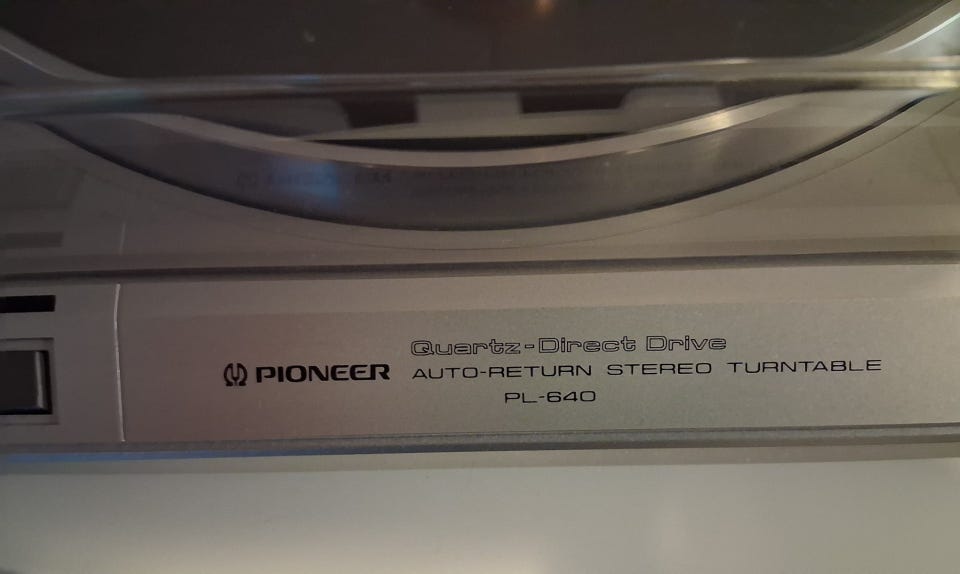 Quartz-Direct Drive
PIONEER AUTO-RETURN STEREO TURNTABLE
PL-640